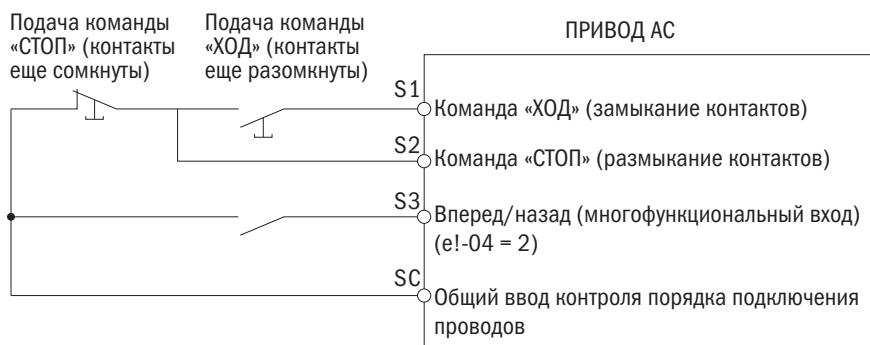 Подача команды
«СТОП» (контакты
еще сомкнуты)
Подача команды
«ХОД» (контакты
еще разомкнуты)
ПРИВОД АС
S1
Команда «ХОД» (замыкание контактов)
S2
Команда «СТОП» (размыкание контактов)
S3
Вперед/назад (многофункциональный вход)
(e!-04 = 2)
SC
Общий ввод контроля порядка подключения
проводов